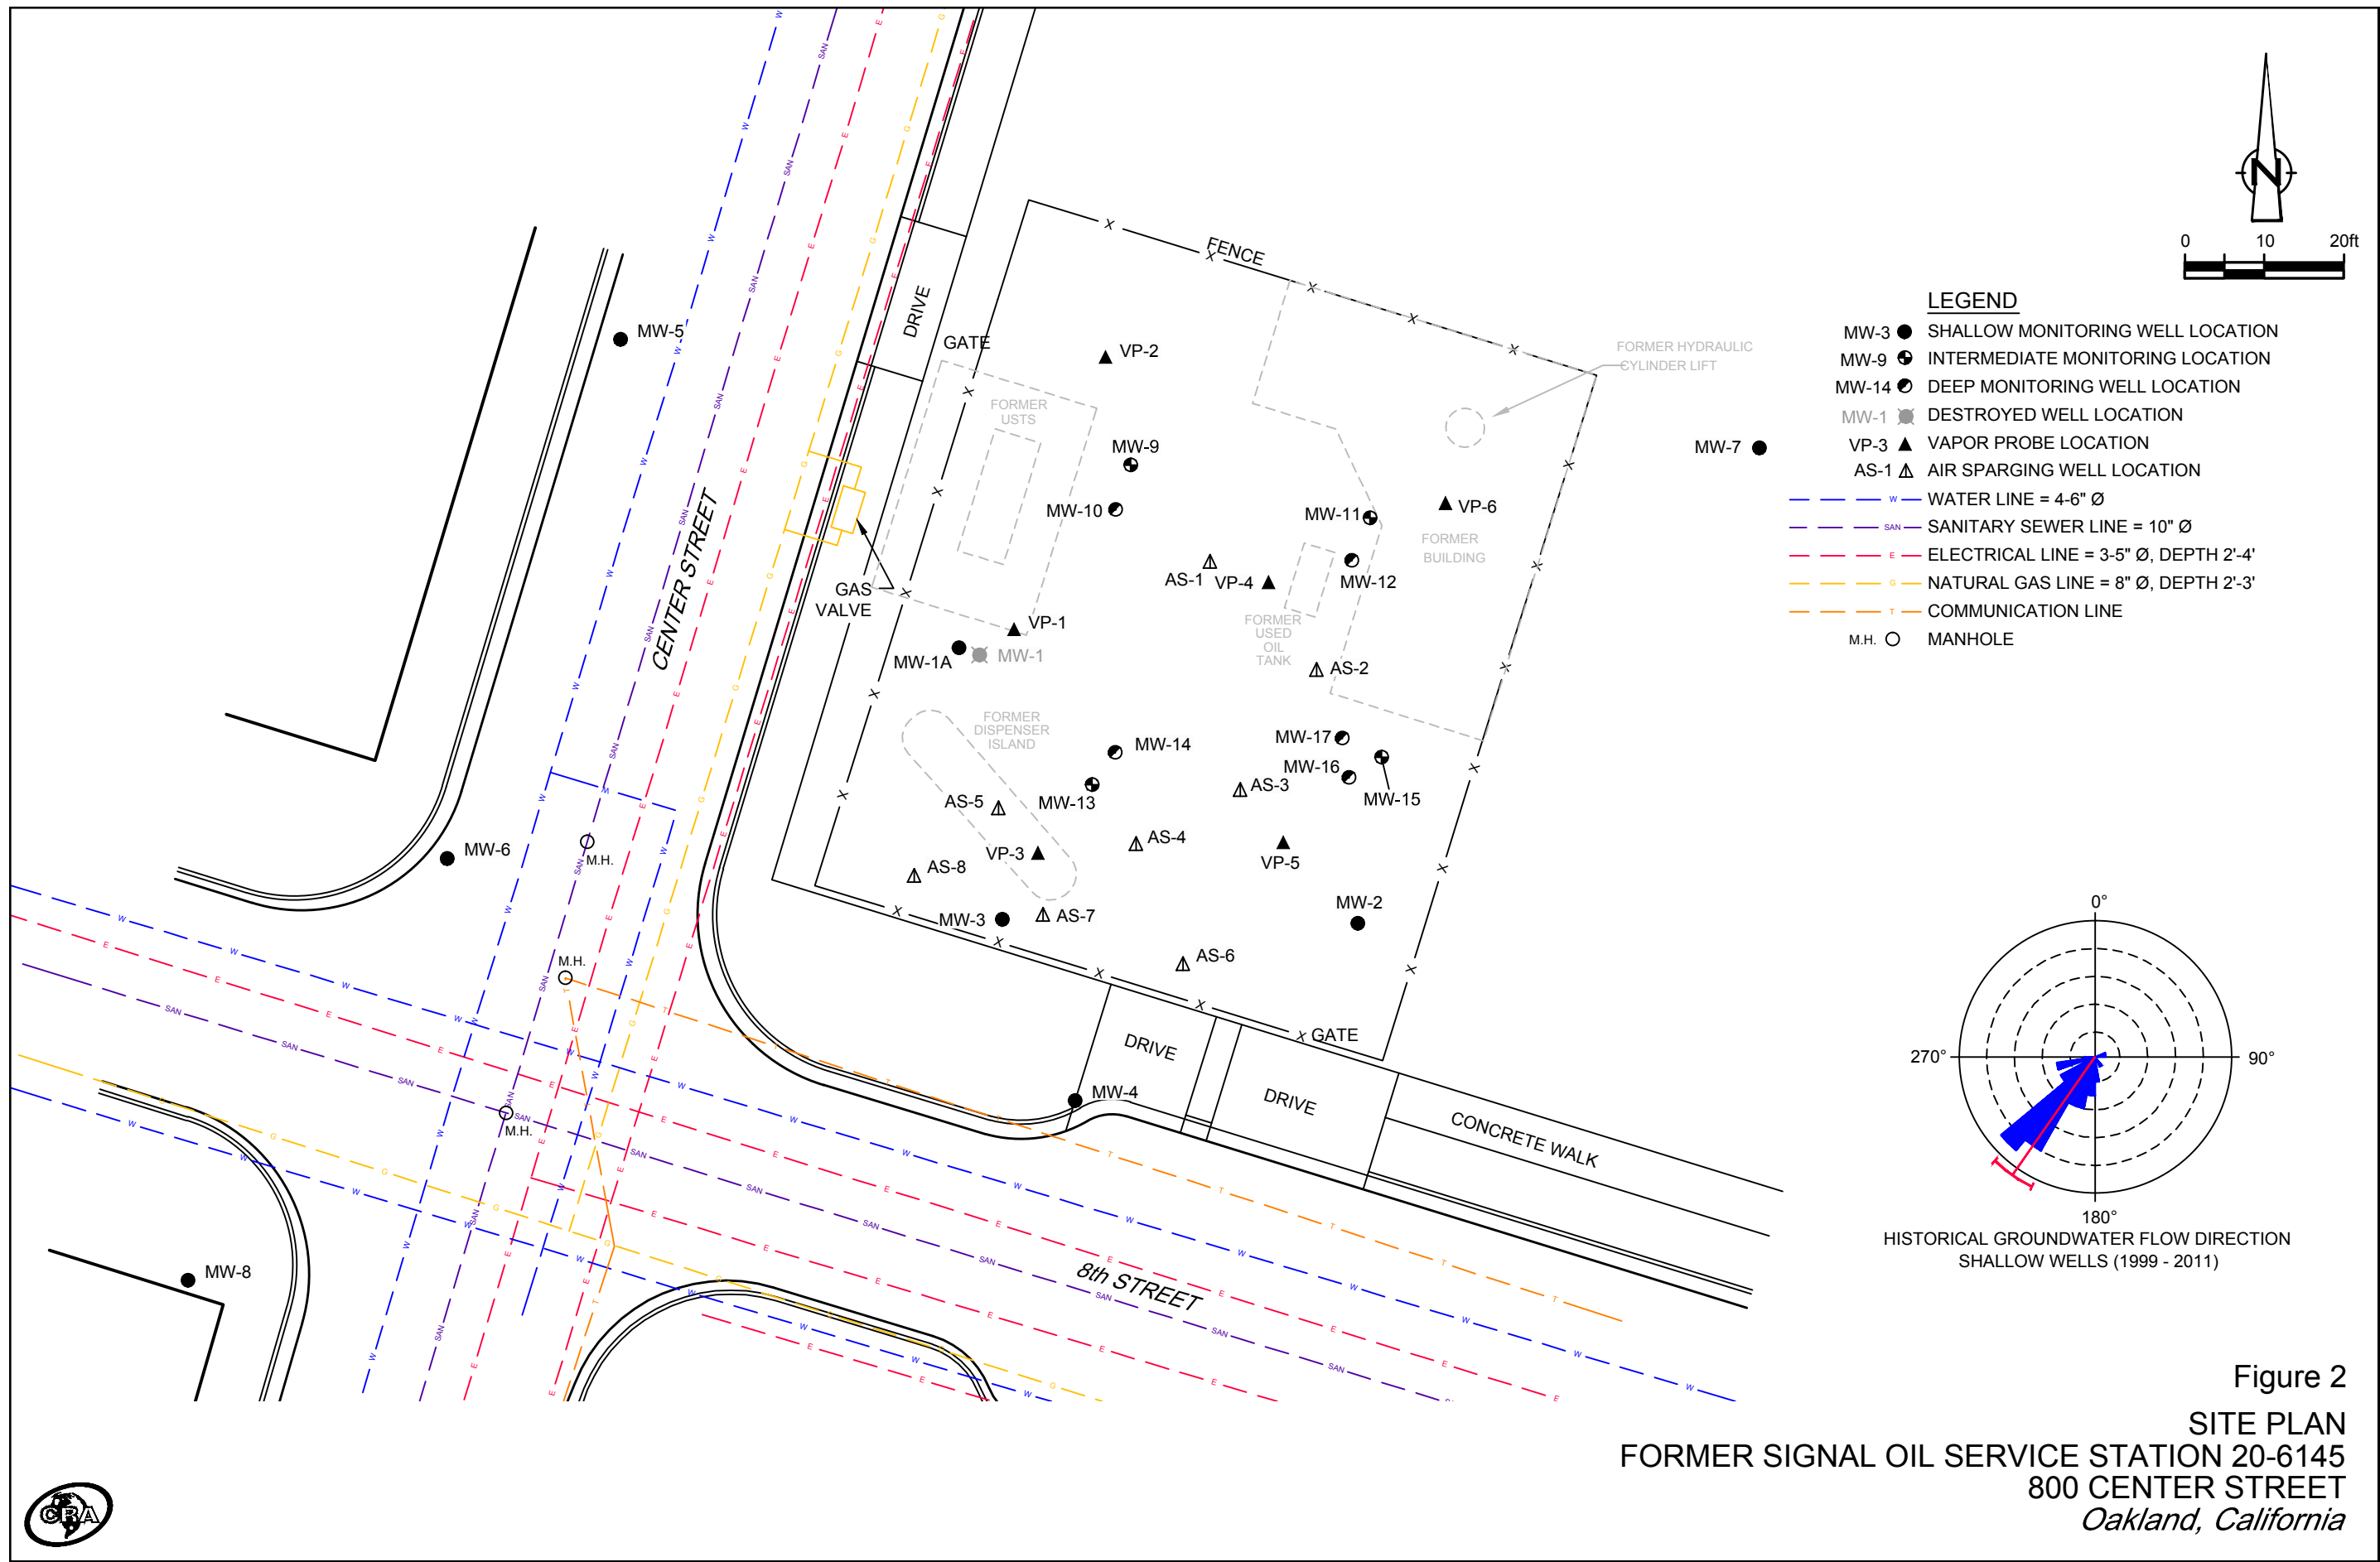 MW-5
DRIVE
GATE
FENCE
VP-2
FORMER
USTS
MW-9
MW-10
CENTER STREET
GAS
VALVE
AS-1
VP-4
MW-11
MW-12
VP-6
FORMER
BUILDING
FORMER HYDRAULIC
CYLINDER LIFT
MW-7
VP-1
MW-1A
MW-1
FORMER
USED
OIL
TANK
AS-2
FORMER
DISPENSER
ISLAND
MW-14
MW-13
MW-17
MW-16
MW-15
AS-3
AS-5
AS-4
VP-3
VP-5
AS-8
MW-3
AS-7
MW-2
AS-6
MW-6
M.H.
M.H.
M.H.
GATE
DRIVE
MW-4
DRIVE
CONCRETE WALK
MW-8
8th STREET
N
0 10 20ft
LEGEND
MW-3 SHALLOW MONITORING WELL LOCATION
MW-9 INTERMEDIATE MONITORING LOCATION
MW-14 DEEP MONITORING WELL LOCATION
MW-1 DESTROYED WELL LOCATION
VP-3 VAPOR PROBE LOCATION
AS-1 AIR SPARGING WELL LOCATION
W WATER LINE = 4-6" Ø
SAN SANITARY SEWER LINE = 10" Ø
E ELECTRICAL LINE = 3-5" Ø, DEPTH 2'-4'
G NATURAL GAS LINE = 8" Ø, DEPTH 2'-3'
T COMMUNICATION LINE
M.H. MANHOLE
0°
270° 90°
180°
HISTORICAL GROUNDWATER FLOW DIRECTION
SHALLOW WELLS (1999 - 2011)
Figure 2
SITE PLAN
FORMER SIGNAL OIL SERVICE STATION 20-6145
800 CENTER STREET
Oakland, California
CRA